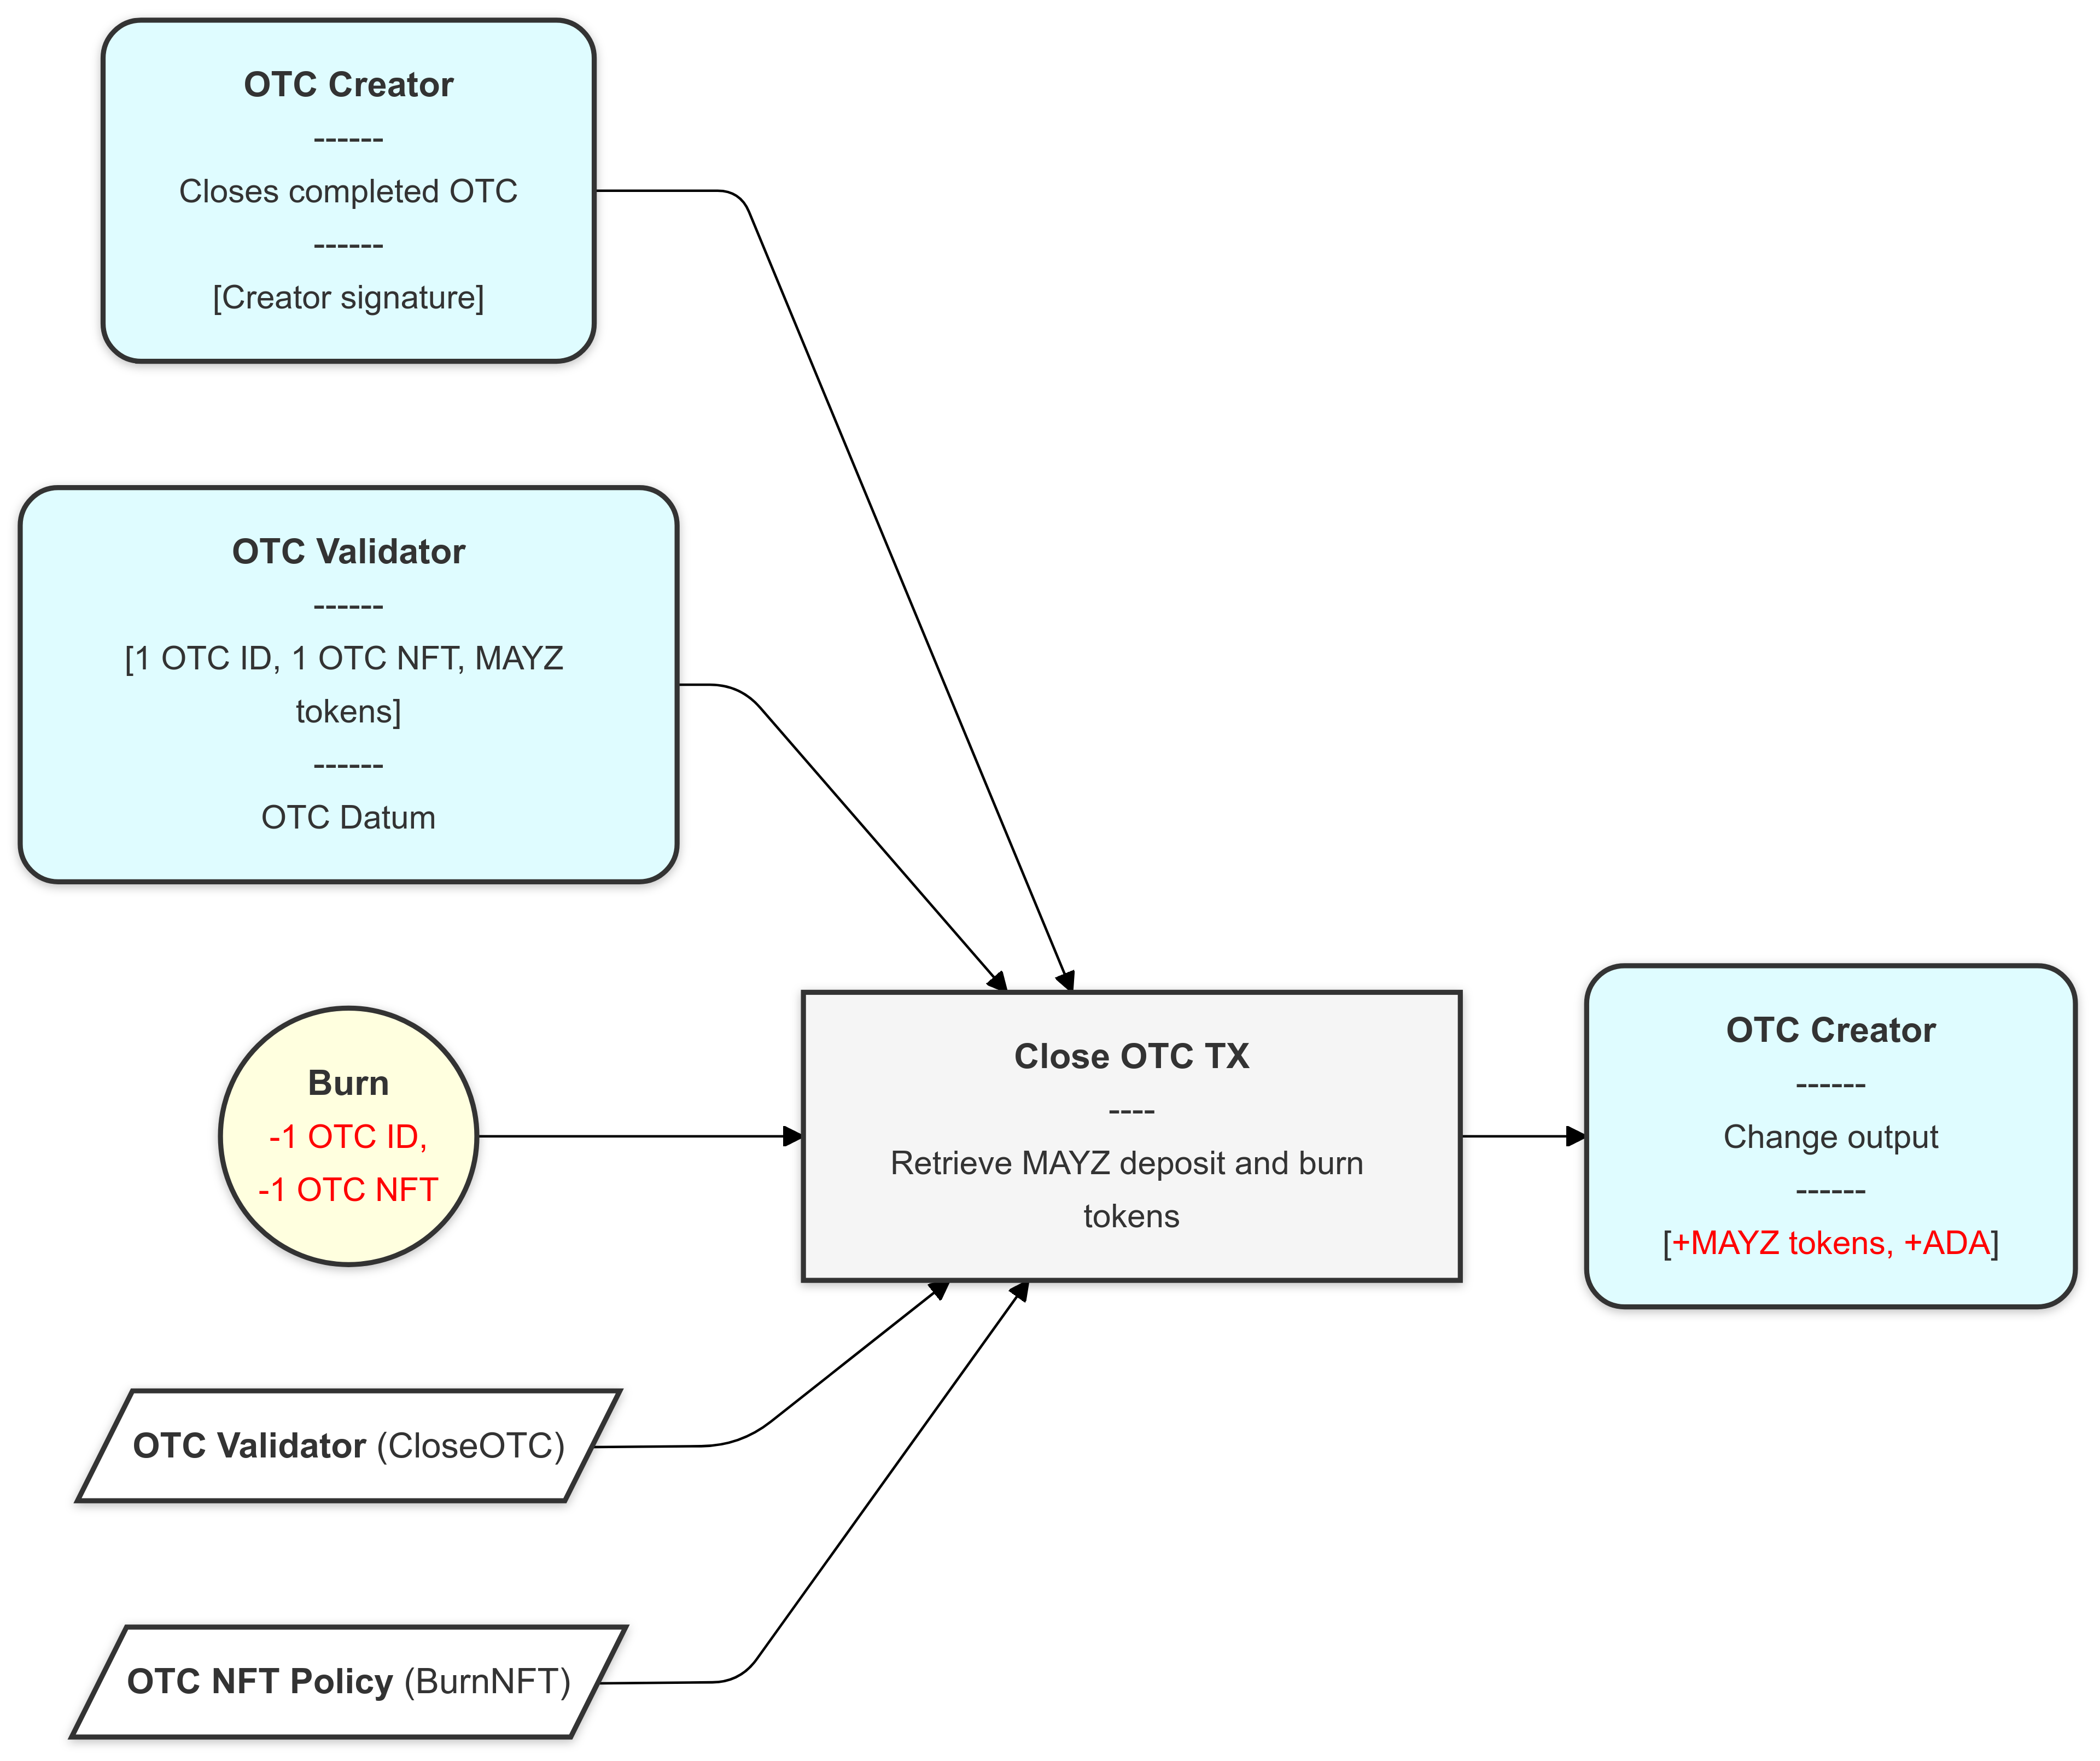 OTC Creator
------
Closes completed OTC
------
[Creator signature]
OTC Validator
------
[1 OTC ID, 1 OTC NFT, MAYZ
tokens]
------
OTC Datum
Burn
-1 OTC ID,
-1 OTC NFT
OTC Validator (CloseOTC)
OTC NFT Policy (BurnNFT)
Close OTC TX
----
Retrieve MAYZ deposit and burn
tokens
OTC Creator
------
Change output
------
[+MAYZ tokens, +ADA]